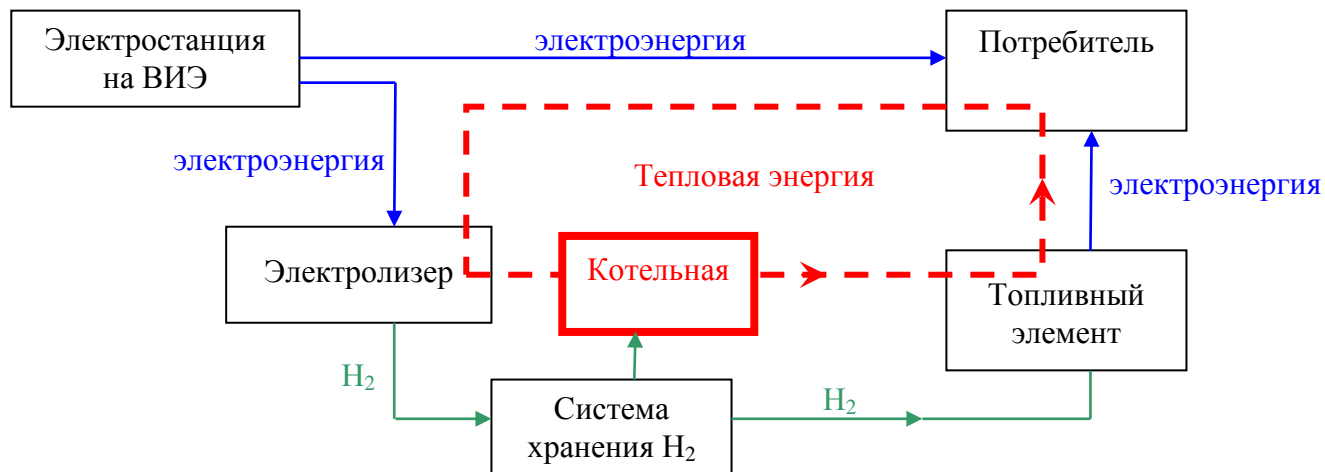 Электростанция
на ВИЭ
электроэнергия
Потребитель
электроэнергия
Тепловая энергия
электроэнергия
Электролизер
Котельная
Топливный
элемент
H₂
Система
хранения H₂
H₂